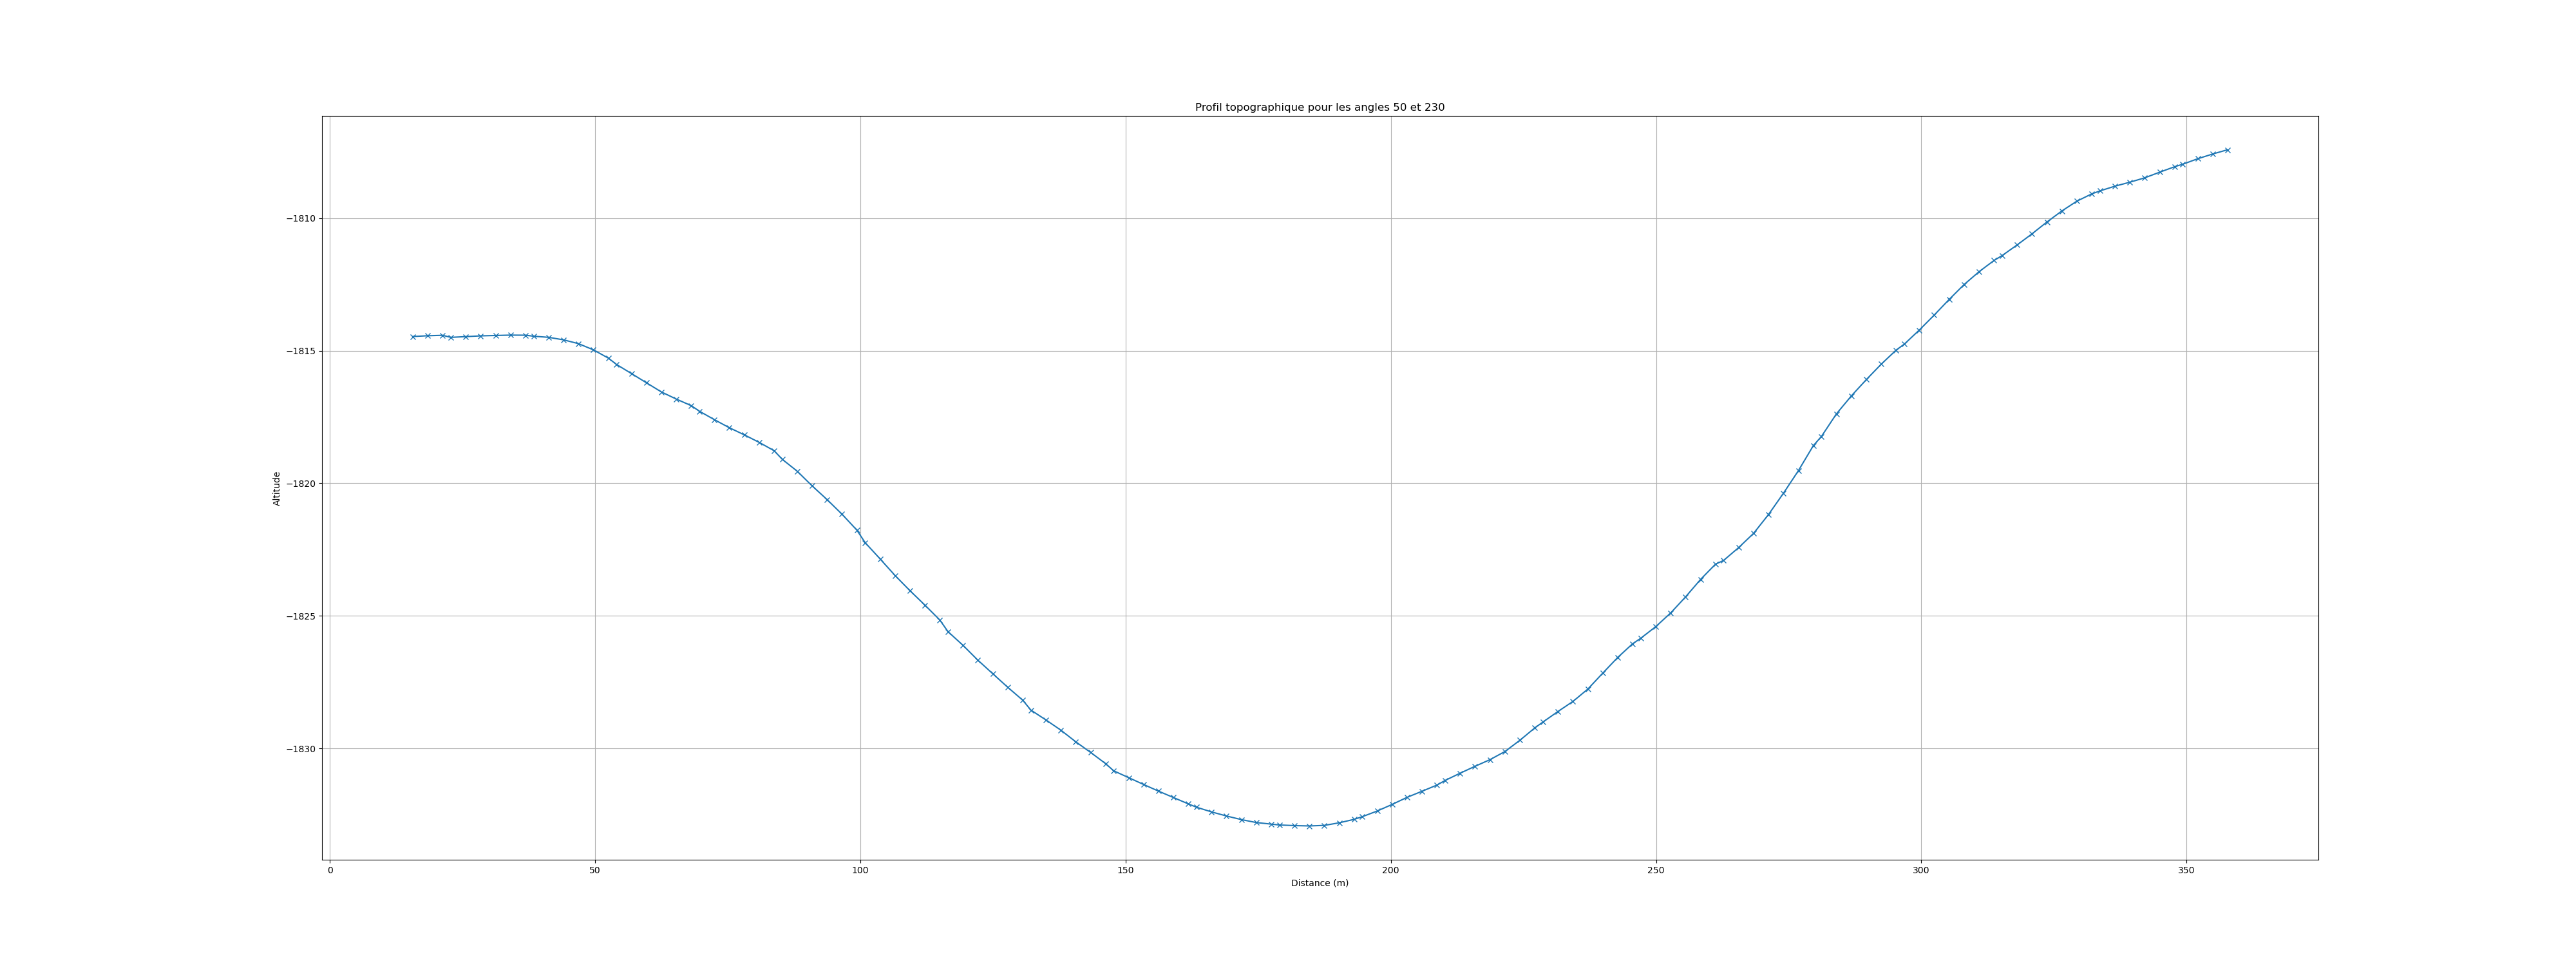 Profil topographique pour les angles 50 et 230
Altitude
−1810
−1815
−1820
−1825
−1830
0 50 100 150 200 250 300 350
Distance (m)